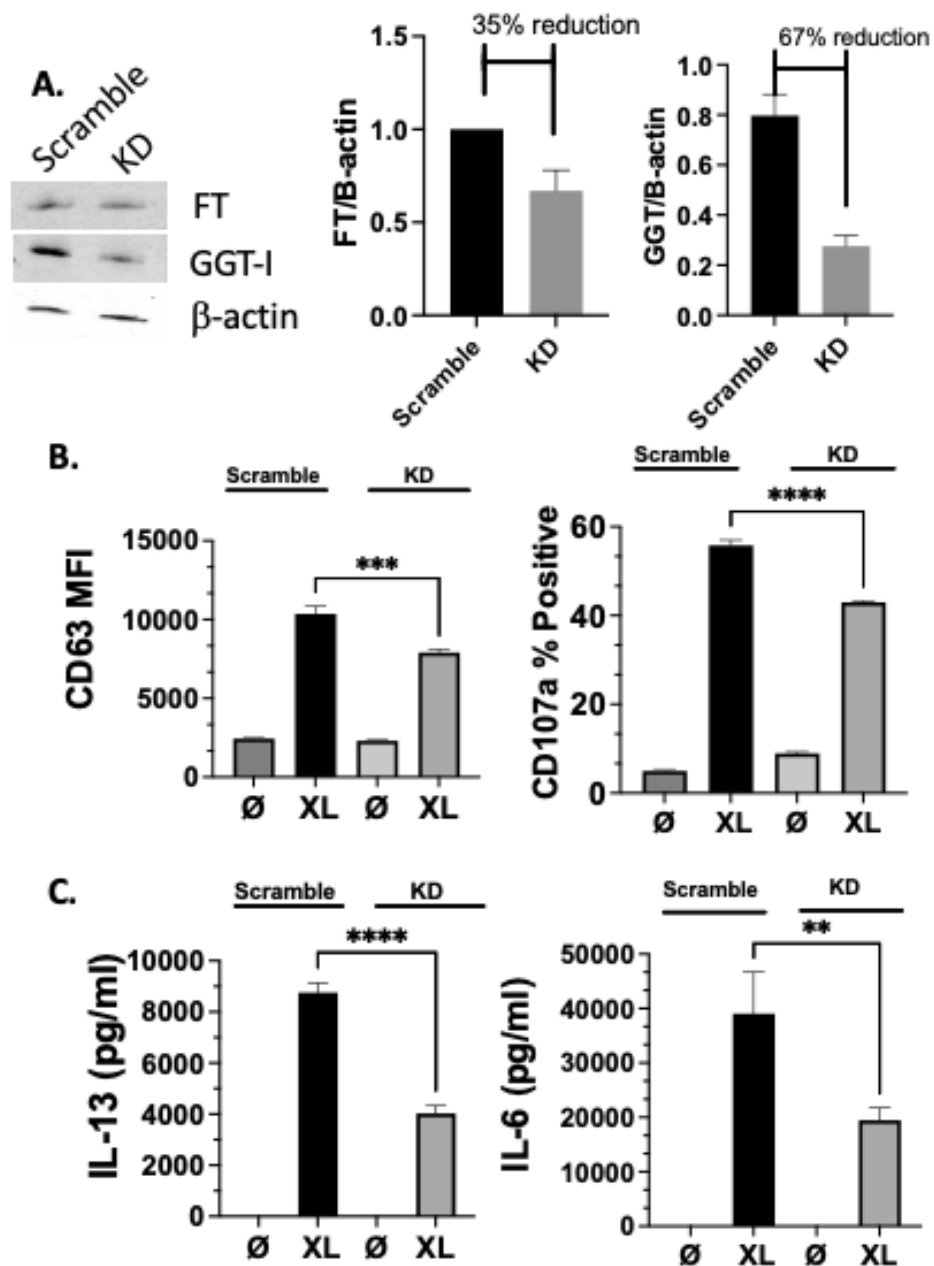 A.
Scramble
KD
FT
GGT-I
β-actin
35% reduction
FT/B-actin
1.5
1.0
0.5
0.0
Scramble
KD
67% reduction
GGT/B-actin
1.0
0.8
0.6
0.4
0.2
0.0
Scramble
KD
B.
Scramble KD
***
CD63 MFI
15000
10000
5000
0
Ø XL Ø XL
Scramble KD
****
CD107a % Positive
60
40
20
0
Ø XL Ø XL
C.
Scramble KD
****
IL-13 (pg/ml)
10000
8000
6000
4000
2000
0
Ø XL Ø XL
Scramble KD
**
IL-6 (pg/ml)
50000
40000
30000
20000
10000
0
Ø XL Ø XL